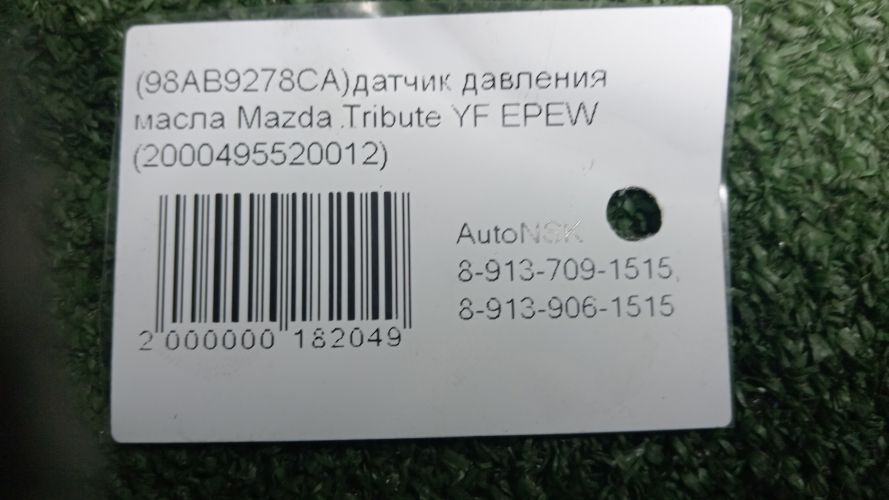 (98AB9278CA)датчик давления
масла Mazda Tribute YF EPEW
(2000495520012)
AutoNSK
8-913-709-1515,
8-913-906-1515
2 000000 182049